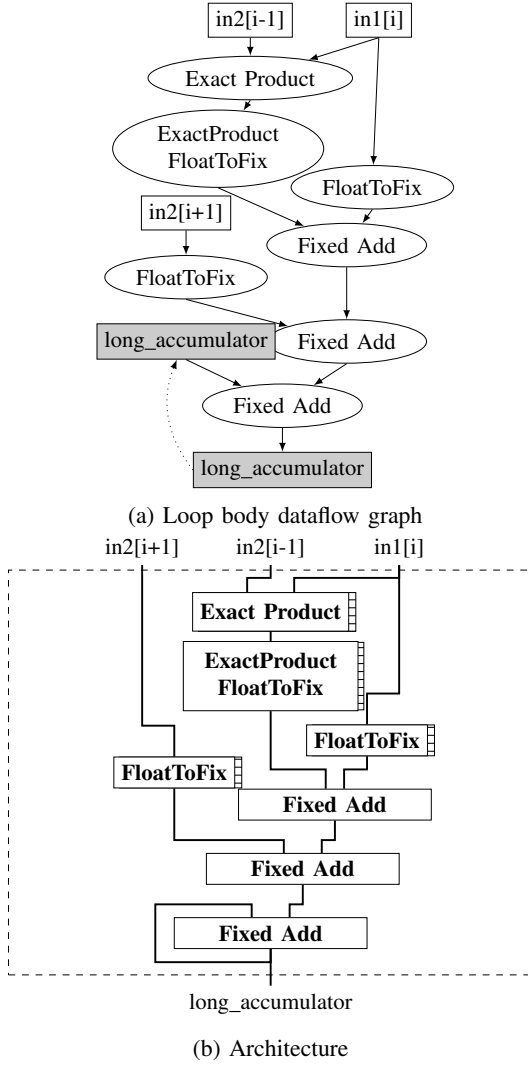 in2[i-1] in1[i]
Exact Product
ExactProduct
FloatToFix
FloatToFix
in2[i+1]
Fixed Add
FloatToFix
long_accumulator Fixed Add
Fixed Add
long_accumulator
(a) Loop body dataflow graph
in2[i+1] in2[i-1] in1[i]
Exact Product
ExactProduct
FloatToFix
FloatToFix
FloatToFix
Fixed Add
Fixed Add
Fixed Add
long_accumulator
(b) Architecture